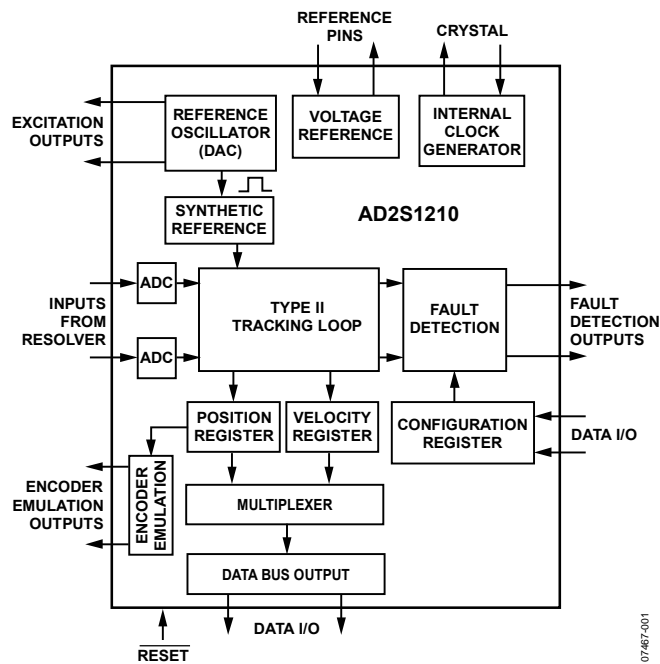 REFERENCE
PINS
CRYSTAL
EXCITATION
OUTPUTS
REFERENCE
OSCILLATOR
(DAC)
VOLTAGE
REFERENCE
INTERNAL
CLOCK
GENERATOR
SYNTHETIC
REFERENCE
AD2S1210
INPUTS
FROM
RESOLVER
ADC
ADC
TYPE II
TRACKING LOOP
FAULT
DETECTION
FAULT
DETECTION
OUTPUTS
POSITION
REGISTER
VELOCITY
REGISTER
CONFIGURATION
REGISTER
DATA I/O
ENCODER
EMULATION
OUTPUTS
ENCODER
EMULATION
MULTIPLEXER
DATA BUS OUTPUT
DATA I/O
RESET
07467-001